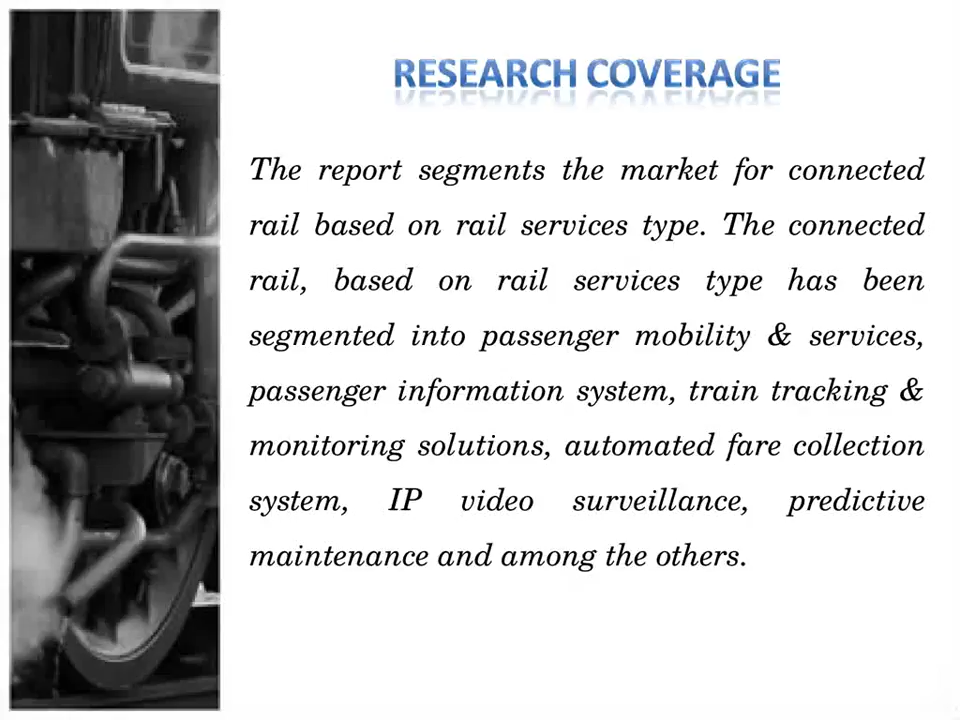 RESEARCH COVERAGE
The report segments the market for connected
rail based on rail services type. The connected
rail, based on rail services type has been
segmented into passenger mobility & services,
passenger information system, train tracking &
monitoring solutions, automated fare collection
system, IP video surveillance, predictive
maintenance and among the others.